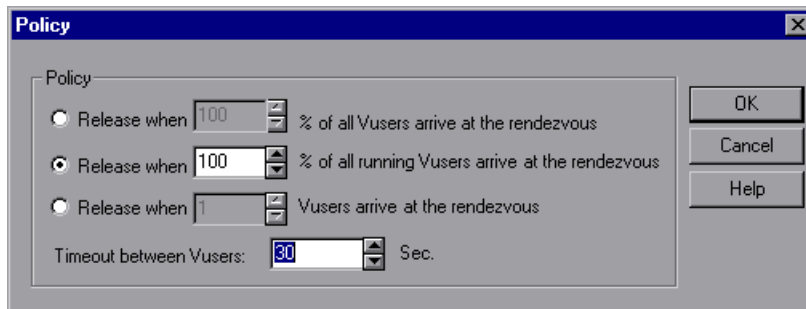 Policy
Policy
Release when 100 % of all Vusers arrive at the rendezvous
Release when 100 % of all running Vusers arrive at the rendezvous
Release when 1 Vusers arrive at the rendezvous
Timeout between Vusers: 30 Sec.
OK
Cancel
Help